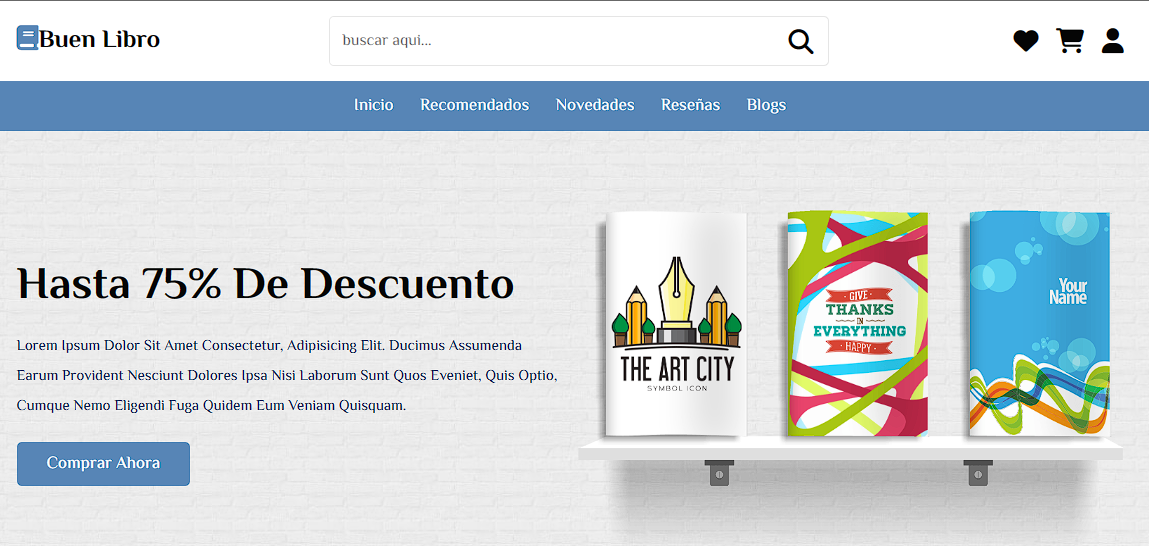 Buen Libro
buscar aqui...
Inicio Recomendados Novedades Reseñas Blogs
Hasta 75% De Descuento
Lorem Ipsum Dolor Sit Amet Consectetur, Adipisicing Elit. Ducimus Assumenda
Earum Provident Nesciunt Dolores Ipsa Nisi Laborum Sunt Quos Eveniet, Quis Optio,
Cumque Nemo Eligendi Fuga Quidem Eum Veniam Quisquam.
Comprar Ahora
THE ART CITY
SYMBOL ICON
GIVE
THANKS
IN
EVERYTHING
HAPPY
Your
Name